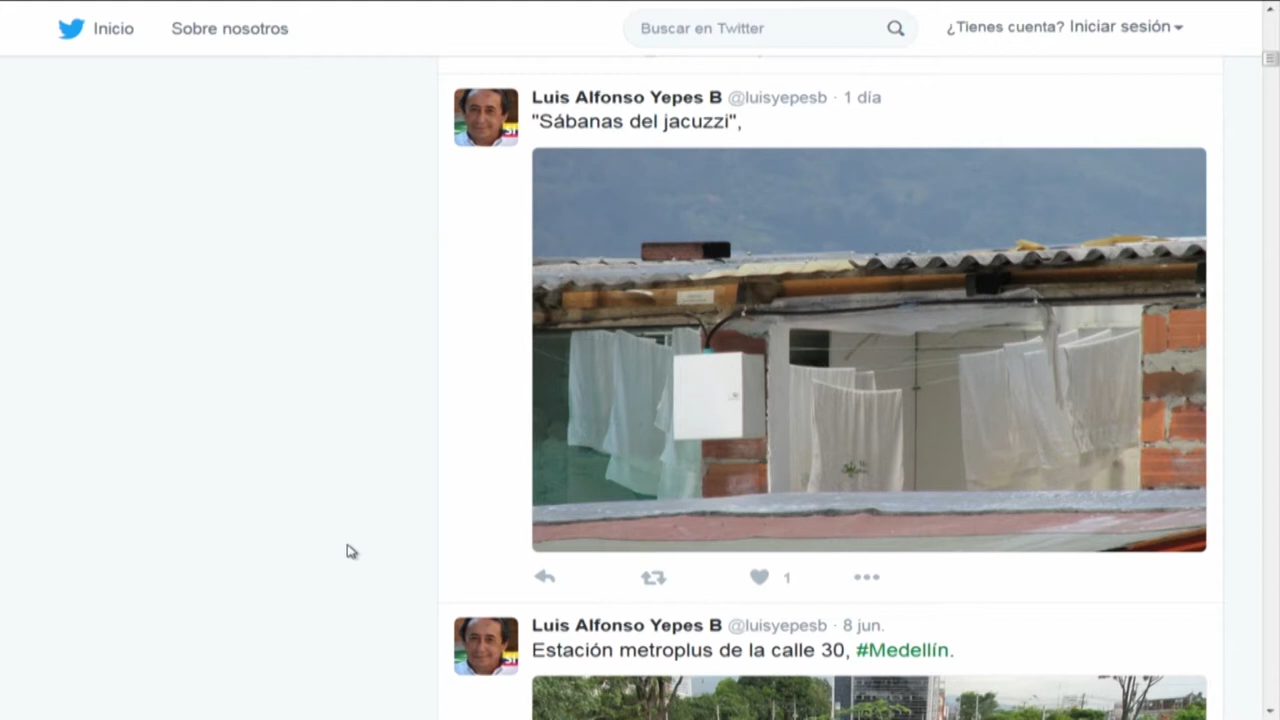 Inicio
Sobre nosotros
Buscar en Twitter
¿Tienes cuenta? Iniciar sesión
Luis Alfonso Yepes B @luisyepesb · 1 día
"Sábanas del jacuzzi",
1
Luis Alfonso Yepes B @luisyepesb · 8 jun.
Estación metroplus de la calle 30, #Medellín.